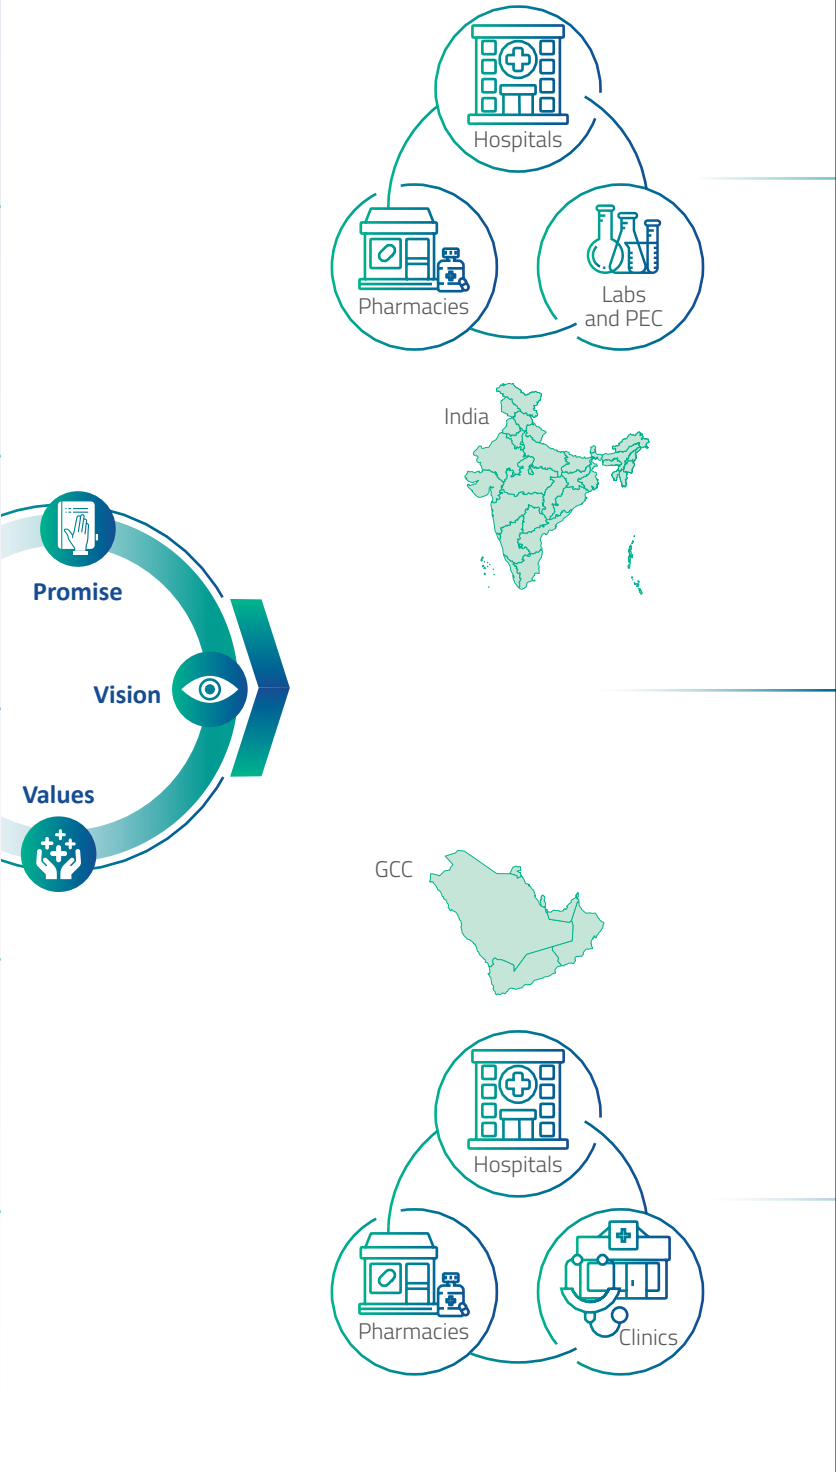 Hospitals
Pharmacies
Labs
and PEC
India
Promise
Vision
Values
GCC
Hospitals
Pharmacies
Clinics